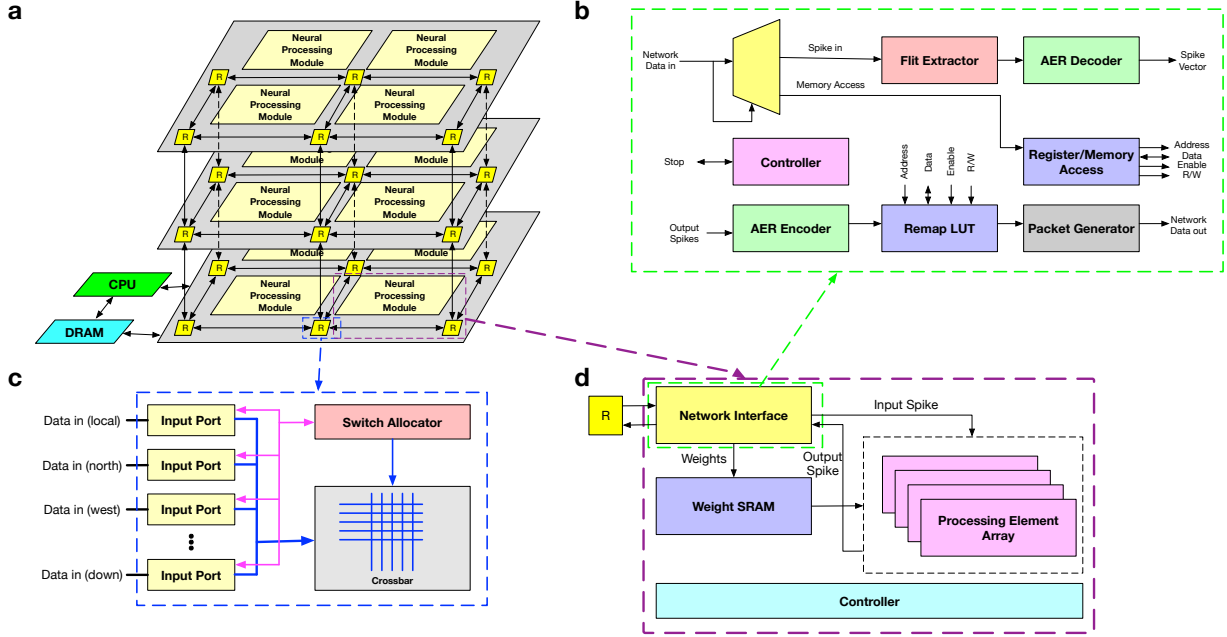 a
Neural
Processing
Module
Neural
Processing
Module
R
R
R
Neural
Processing
Module
Neural
Processing
Module
R
R
R
Module
Module
R
R
R
Neural
Processing
Module
Neural
Processing
Module
R
R
R
Module
Module
R
R
R
Neural
Processing
Module
Neural
Processing
Module
R
R
R
CPU
DRAM
b
Network
Data in
Spike in
Flit Extractor
AER Decoder
Spike
Vector
Memory Access
Stop
Controller
Address
Data
Enable
R/W
Register/Memory
Access
Address
Data
Enable
R/W
Output
Spikes
AER Encoder
Remap LUT
Packet Generator
Network
Data out
c
Data in (local)
Input Port
Switch Allocator
Data in (north)
Input Port
Data in (west)
Input Port
Data in (down)
Input Port
Crossbar
d
R
Network Interface
Input Spike
Weights
Output
Spike
Weight SRAM
Processing Element
Array
Controller